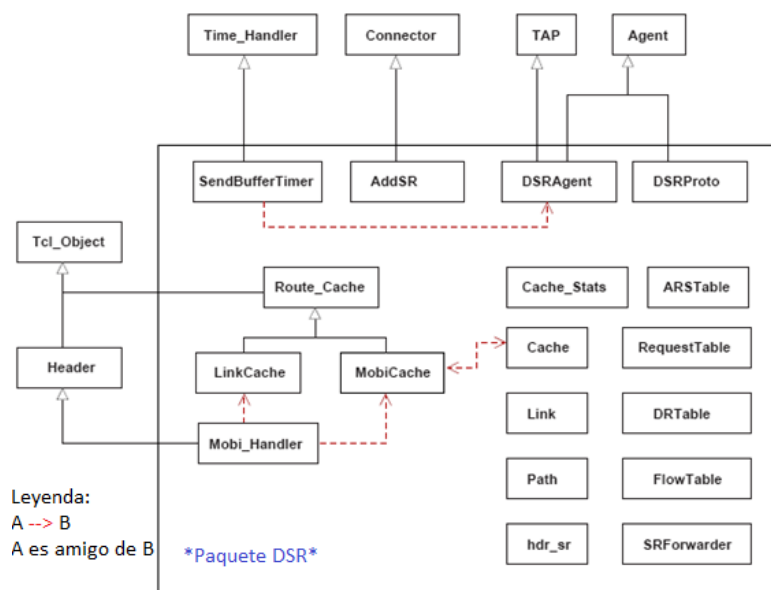 Time_Handler
Connector
TAP
Agent
SendBufferTimer
AddSR
DSRAgent
DSRProto
Tcl_Object
Route_Cache
Cache_Stats
ARSTable
Header
LinkCache
MobiCache
Cache
RequestTable
Mobi_Handler
Link
DRTable
Path
FlowTable
hdr_sr
SRForwarder
Leyenda:
A --> B
A es amigo de B
*Paquete DSR*